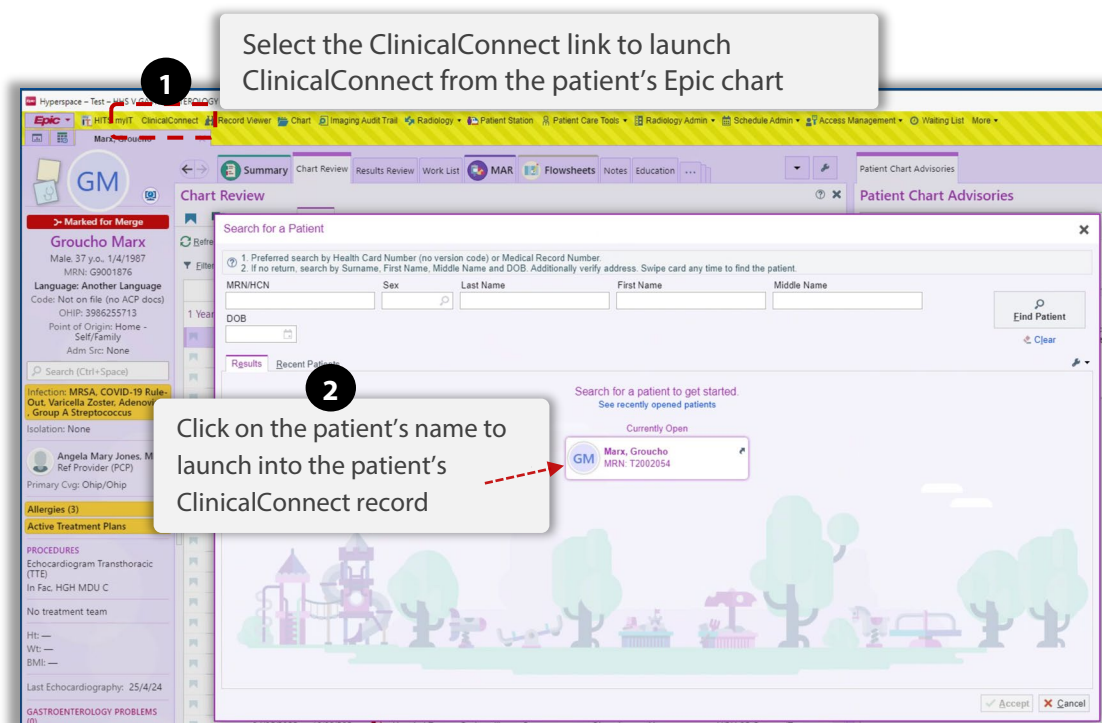 Select the ClinicalConnect link to launch
ClinicalConnect from the patient's Epic chart
1
Hyperspace – Test – HHS V
Epic
HITS myIT ClinicalConnect Record Viewer Chart Imaging Audit Trail Radiology Patient Station Patient Care Tools Radiology Admin Schedule Admin Access Management Waiting List More
Marx, Groucho
GM
Summary Chart Review Results Review Work List MAR Flowsheets Notes Education ...
Patient Chart Advisories
Chart Review
Patient Chart Advisories
Marked for Merge
Groucho Marx
Male, 37 y.o., 1/4/1987
MRN: G9001876
Language: Another Language
Code: Not on file (no ACP docs)
OHIP: 3986255713
Point of Origin: Home -
Self/Family
Adm Src: None
Search (Ctrl+Space)
Infection: MRSA, COVID-19 Rule-
Out, Varicella Zoster,
, Group A Streptococcus
Isolation: None
Angela Mary Jones,
Ref Provider (PCP)
Primary Cvg: Ohip/Ohip
Allergies (3)
Active Treatment Plans
PROCEDURES
Echocardiogram Transthoracic
(TTE)
In Fac, HGH MDU C
No treatment team
Ht: —
Wt: —
BMI: —
Last Echocardiography: 25/4/24
GASTROENTEROLOGY PROBLEMS
(0)
1 Year
Search for a Patient
1. Preferred search by Health Card Number (no version code) or Medical Record Number.
2. If no return, search by Surname, First Name, Middle Name and DOB. Additionally verify address. Swipe card any time to find the patient.
MRN/HCN Sex Last Name First Name Middle Name
DOB
Find Patient
Clear
Results Recent Patients
2
Click on the patient's name to
launch into the patient's
ClinicalConnect record
Search for a patient to get started.
See recently opened patients
Currently Open
GM
Marx, Groucho
MRN: T2002054
Accept Cancel